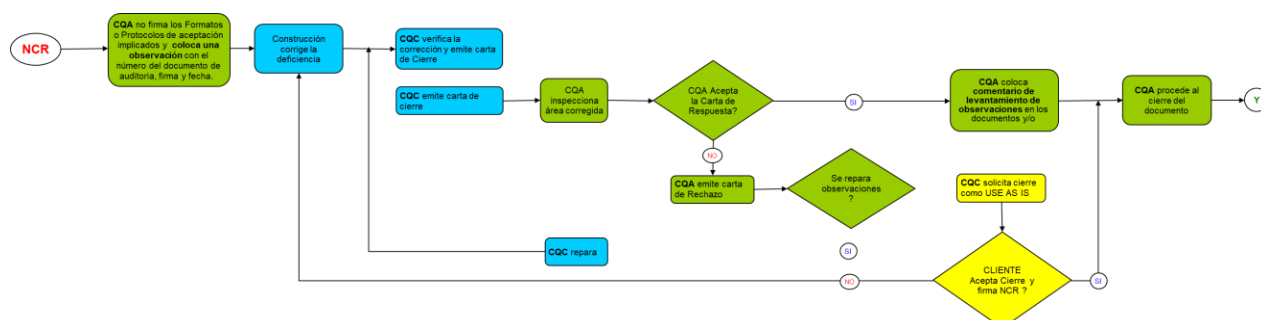 NCR
CQA no firma los Formatos
o Protocolos de aceptación
implicados y coloca una
observación con el
número del documento de
auditoria, firma y fecha.
Construcción
corrige la
deficiencia
CQC verifica la
corrección y emite carta
de Cierre
CQC emite carta de
cierre
CQA
inspecciona
área corregida
CQA Acepta
la Carta de
Respuesta?
SI
CQA coloca
comentario de
levantamiento de
observaciones en los
documentos y/o
CQA procede al
cierre del
documento
Y
NO
CQA emite carta
de Rechazo
Se repara
observaciones
?
CQC solicita cierre
como USE AS IS
SI
CQC repara
NO
CLIENTE
Acepta Cierre y
firma NCR ?
SI